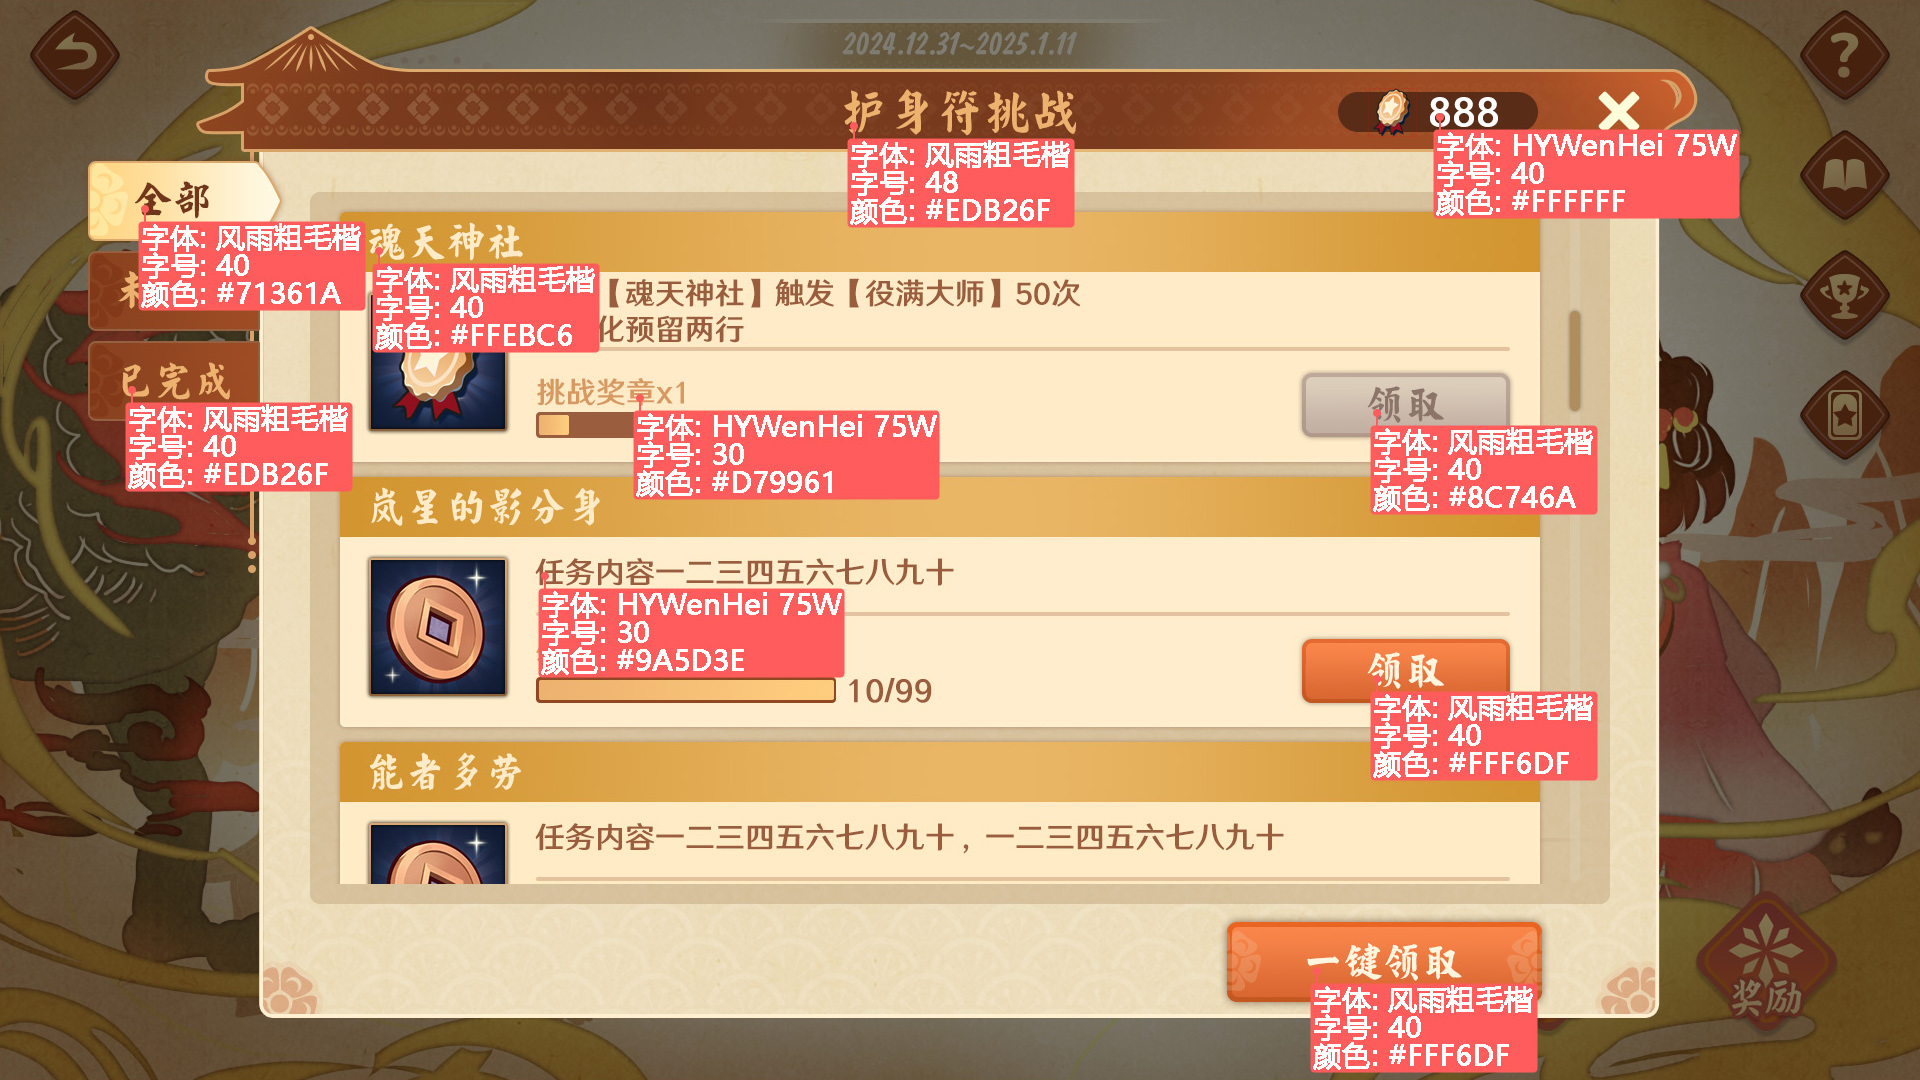 2024.12.31~2025.1.11
护身符挑战
888
字体: 风雨粗毛楷
字号: 48
颜色: #EDB26F
字体: HYWenHei 75W
字号: 40
颜色: #FFFFFF
全部
字体: 风雨粗毛楷
字号: 40
颜色: #71361A
已完成
字体: 风雨粗毛楷
字号: 40
颜色: #EDB26F
魂天神社
字体: 风雨粗毛楷
字号: 40
颜色: #FFEBC6
【魂天神社】触发【役满大师】50次
化预留两行
挑战奖章x1
字体: HYWenHei 75W
字号: 30
颜色: #D79961
领取
字体: 风雨粗毛楷
字号: 40
颜色: #8C746A
岚星的影分身
任务内容一二三四五六七八九十
字体: HYWenHei 75W
字号: 30
颜色: #9A5D3E
10/99
领取
字体: 风雨粗毛楷
字号: 40
颜色: #FFF6DF
能者多劳
任务内容一二三四五六七八九十，一二三四五六七八九十
一键领取
字体: 风雨粗毛楷
字号: 40
颜色: #FFF6DF
奖励